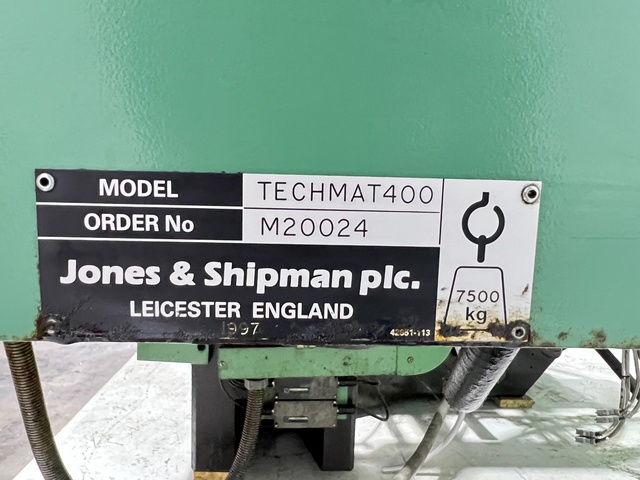 MODEL TECHMAT400
ORDER No M20024
Jones & Shipman plc.
LEICESTER ENGLAND
1997
7500
kg